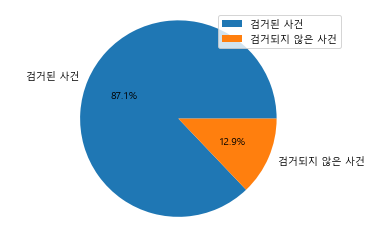 검거된 사건
검거되지 않은 사건
검거된 사건
87.1%
12.9%
검거되지 않은 사건